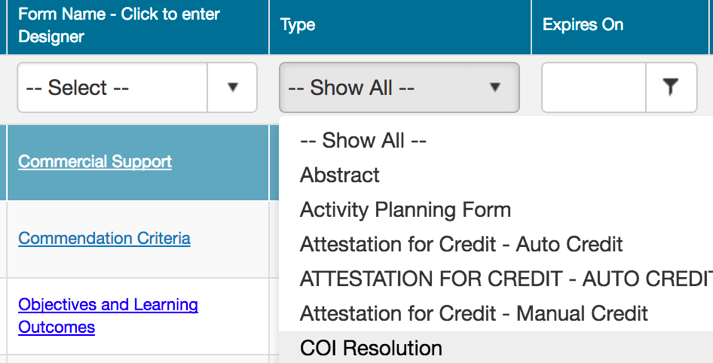 Form Name - Click to enter
Designer
Type
Expires On
-- Select --
-- Show All --
-- Show All --
Abstract
Activity Planning Form
Attestation for Credit - Auto Credit
ATTESTATION FOR CREDIT - AUTO CREDIT
Attestation for Credit - Manual Credit
COI Resolution
Commercial Support
Commendation Criteria
Objectives and Learning
Outcomes